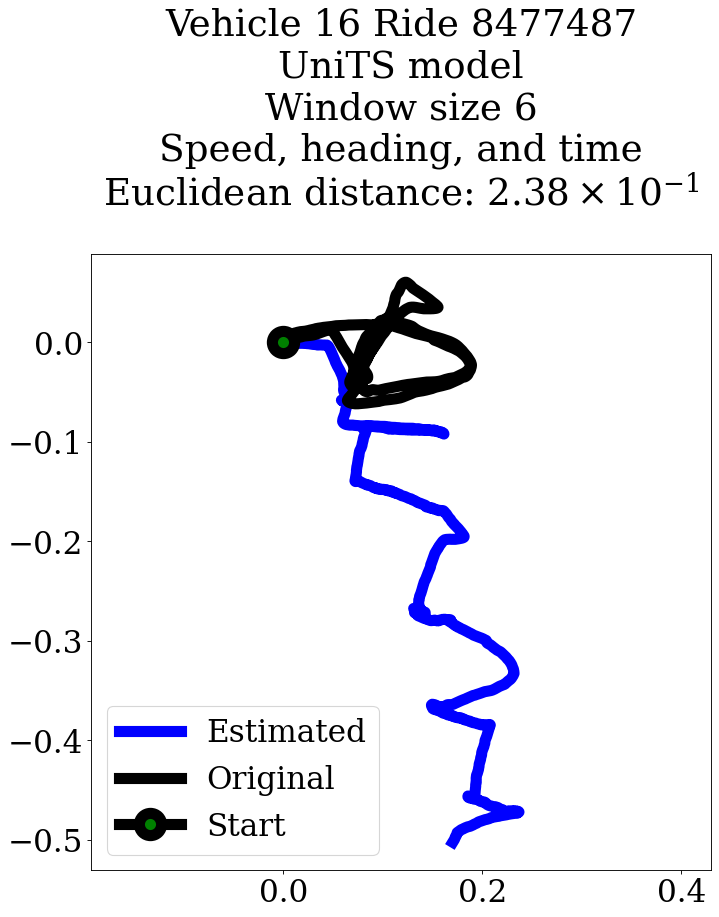 Vehicle 16 Ride 8477487
UniTS model
Window size 6
Speed, heading, and time
Euclidean distance: 2.38 × 10⁻¹
0.0
−0.1
−0.2
−0.3
−0.4
−0.5
Estimated
Original
Start
0.0 0.2 0.4